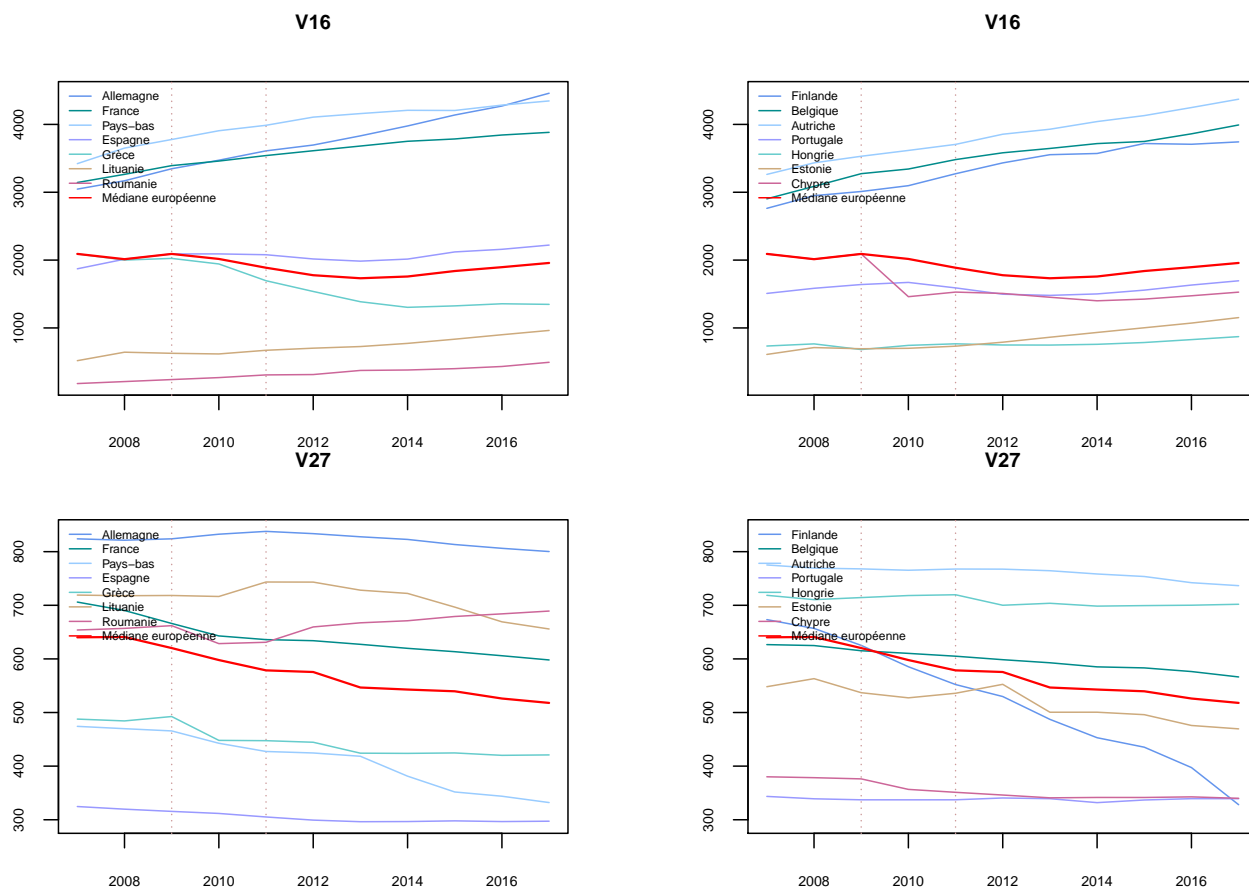 V16
Allemagne
France
Pays−bas
Espagne
Grèce
Lituanie
Roumanie
Médiane européenne
1000
2000
3000
4000
2008
2010
2012
2014
2016
V16
Finlande
Belgique
Autriche
Portugale
Hongrie
Estonie
Chypre
Médiane européenne
1000
2000
3000
4000
2008
2010
2012
2014
2016
V27
Allemagne
France
Pays−bas
Espagne
Grèce
Lituanie
Roumanie
Médiane européenne
300
400
500
600
700
800
2008
2010
2012
2014
2016
V27
Finlande
Belgique
Autriche
Portugale
Hongrie
Estonie
Chypre
Médiane européenne
300
400
500
600
700
800
2008
2010
2012
2014
2016